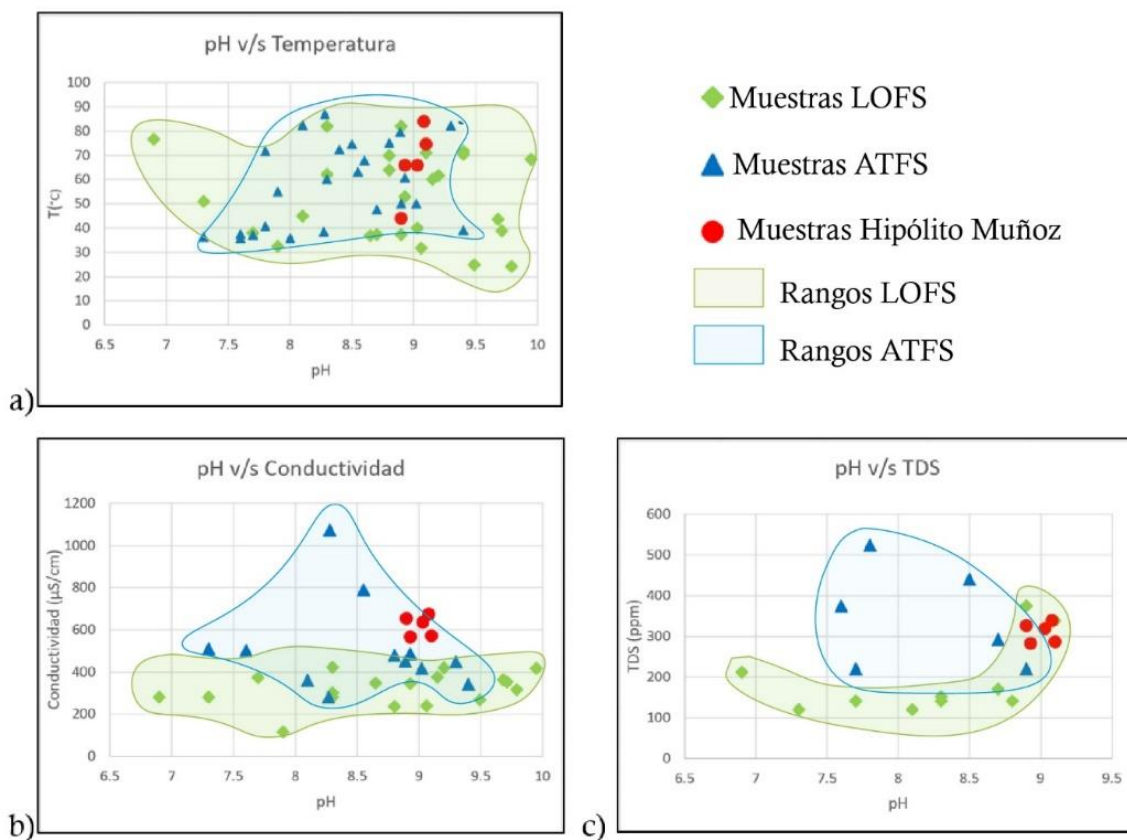 pH v/s Temperatura
100
90
80
70
60
50
40
30
20
10
0
T(°c)
6.5 7 7.5 8 8.5 9 9.5 10
pH
a)
Muestras LOFS
Muestras ATFS
Muestras Hipólito Muñoz
Rangos LOFS
Rangos ATFS
pH v/s Conductividad
1200
1000
800
600
400
200
0
Conductividad (µS/cm)
6.5 7 7.5 8 8.5 9 9.5 10
pH
b)
pH v/s TDS
600
500
400
300
200
100
0
TDS (ppm)
6.5 7 7.5 8 8.5 9 9.5
pH
c)